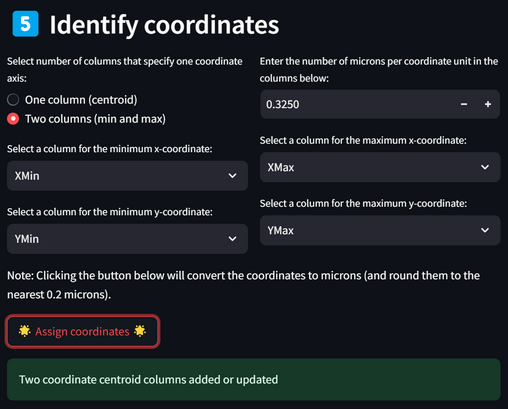 5 Identify coordinates
Select number of columns that specify one coordinate
axis:
One column (centroid)
Two columns (min and max)
Select a column for the minimum x-coordinate:
XMin
Select a column for the minimum y-coordinate:
YMin
Enter the number of microns per coordinate unit in the
columns below:
0.3250 − +
Select a column for the maximum x-coordinate:
XMax
Select a column for the maximum y-coordinate:
YMax
Note: Clicking the button below will convert the coordinates to microns (and round them to the
nearest 0.2 microns).
🌟 Assign coordinates 🌟
Two coordinate centroid columns added or updated